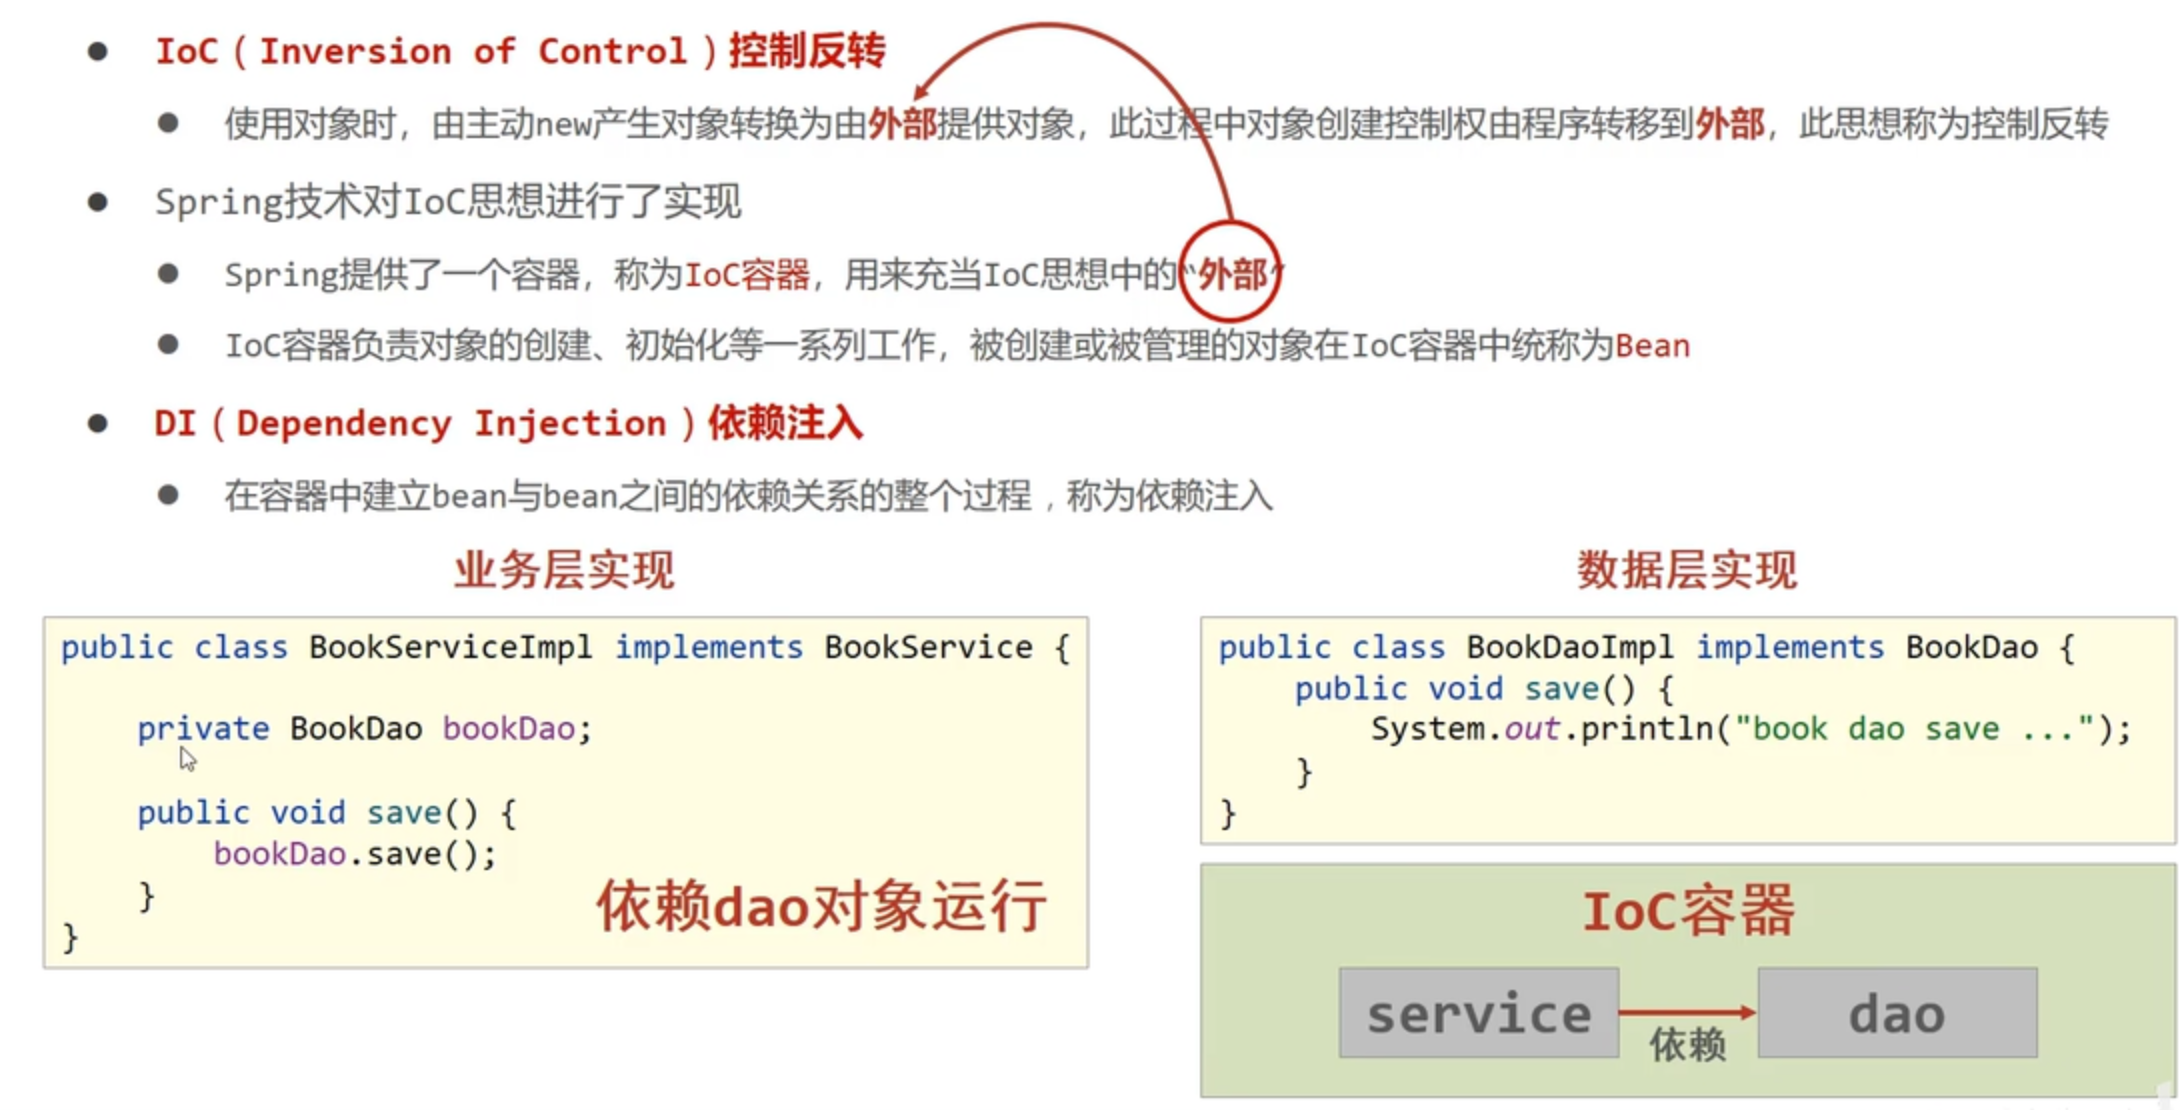 IoC（Inversion of Control）控制反转
使用对象时，由主动new产生对象转换为由外部提供对象，此过程中对象创建控制权由程序转移到外部，此思想称为控制反转
Spring技术对IoC思想进行了实现
Spring提供了一个容器，称为IoC容器，用来充当IoC思想中的“外部”
IoC容器负责对象的创建、初始化等一系列工作，被创建或被管理的对象在IoC容器中统称为Bean
DI（Dependency Injection）依赖注入
在容器中建立bean与bean之间的依赖关系的整个过程，称为依赖注入
业务层实现
public class BookServiceImpl implements BookService {
private BookDao bookDao;
public void save() {
bookDao.save();
}
依赖dao对象运行
}
数据层实现
public class BookDaoImpl implements BookDao {
public void save() {
System.out.println("book dao save ...");
}
}
IoC容器
service
依赖
dao